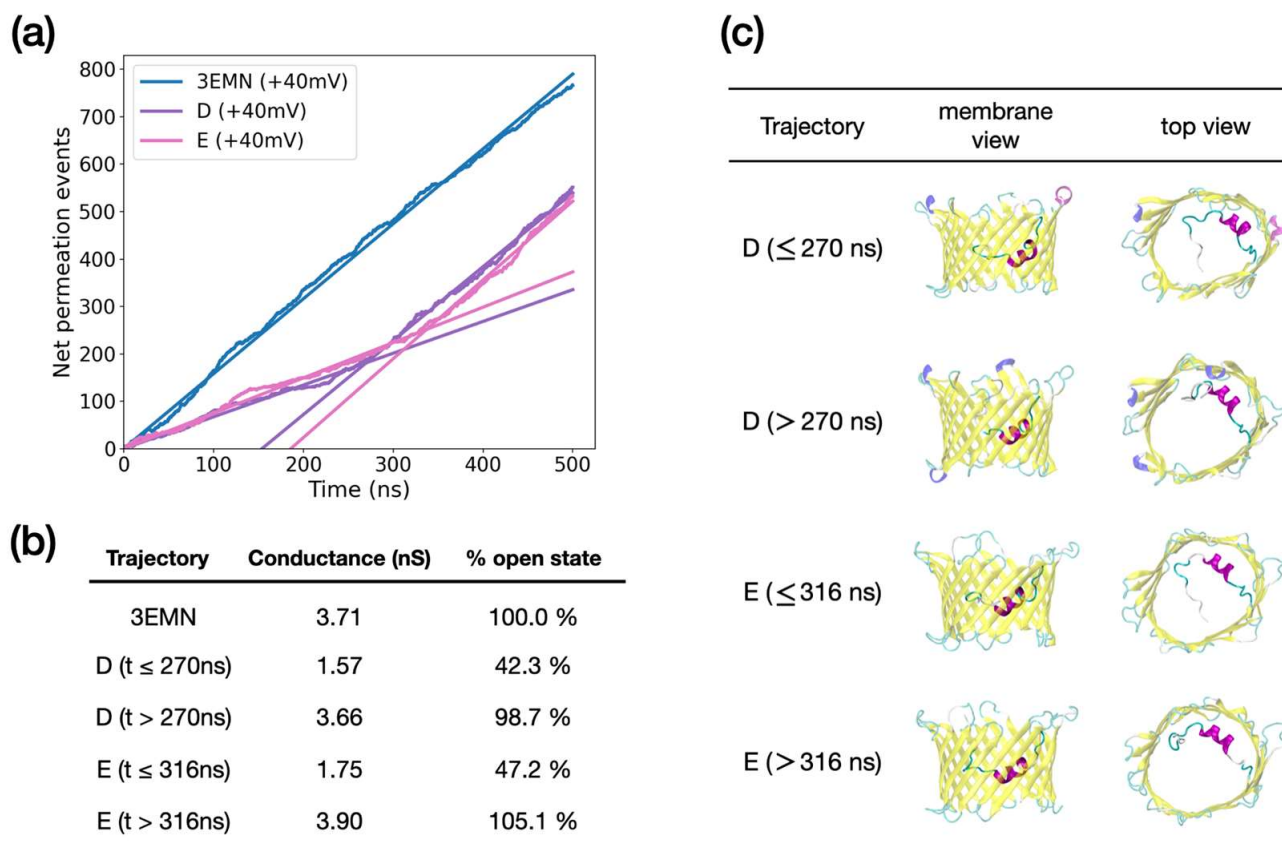 (a)
800
700
600
500
400
300
200
100
0
Net permeation events
3EMN (+40mV)
D (+40mV)
E (+40mV)
0 100 200 300 400 500
Time (ns)
(b)
Trajectory Conductance (nS) % open state
3EMN 3.71 100.0 %
D (t ≤ 270ns) 1.57 42.3 %
D (t > 270ns) 3.66 98.7 %
E (t ≤ 316ns) 1.75 47.2 %
E (t > 316ns) 3.90 105.1 %
(c)
Trajectory membrane view top view
D (≤ 270 ns)
D (> 270 ns)
E (≤ 316 ns)
E (> 316 ns)